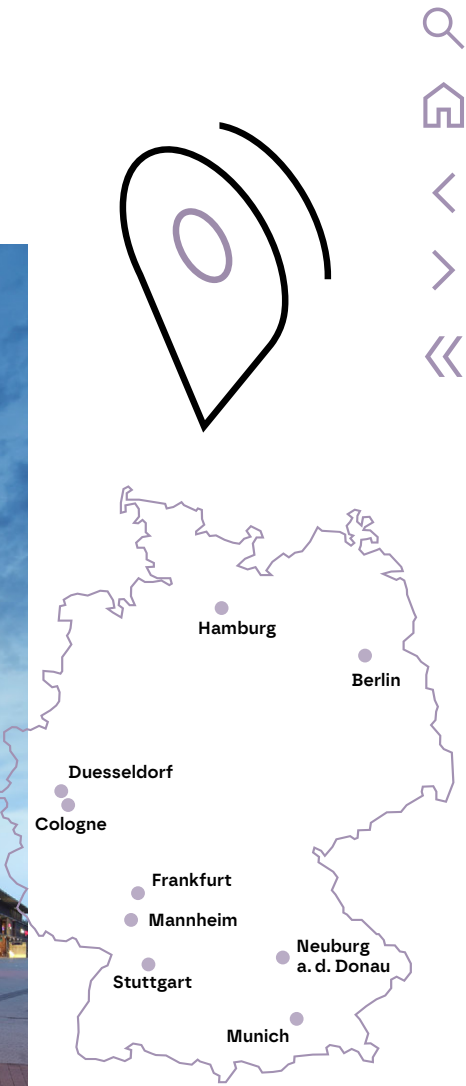 Hamburg
Berlin
Duesseldorf
Cologne
Frankfurt
Mannheim
Neuburg
a. d. Donau
Stuttgart
Munich